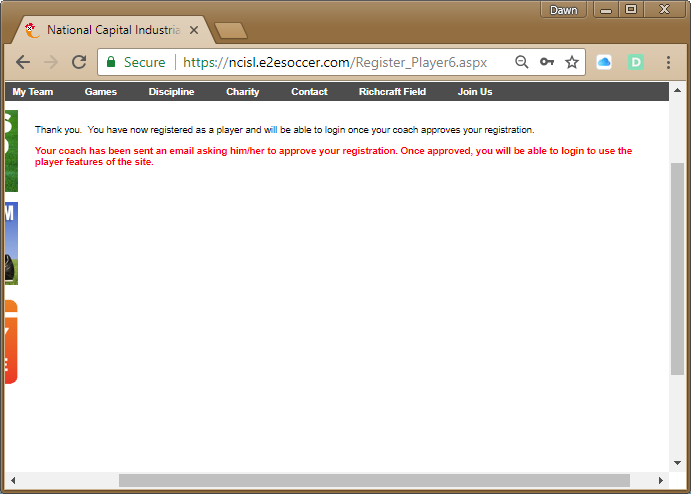 Dawn
National Capital Industria
Secure https://ncisl.e2esoccer.com/Register_Player6.aspx
My Team Games Discipline Charity Contact Richcraft Field Join Us
Thank you. You have now registered as a player and will be able to login once your coach approves your registration.
Your coach has been sent an email asking him/her to approve your registration. Once approved, you will be able to login to use the
player features of the site.
S
M
Y
E